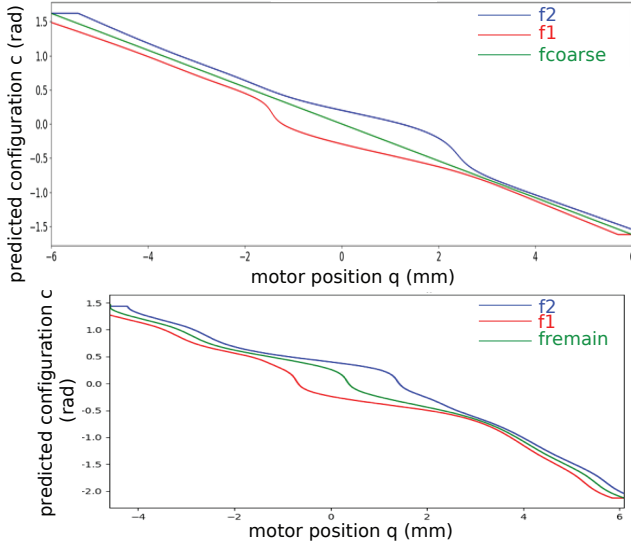 f2
f1
fcoarse
predicted configuration c (rad)
1.5
1.0
0.5
0.0
-0.5
-1.0
-1.5
-6 -4 -2 0 2 4 6
motor position q (mm)
f2
f1
fremain
predicted configuration c
(rad)
1.5
1.0
0.5
0.0
-0.5
-1.0
-1.5
-2.0
-4 -2 0 2 4 6
motor position q (mm)